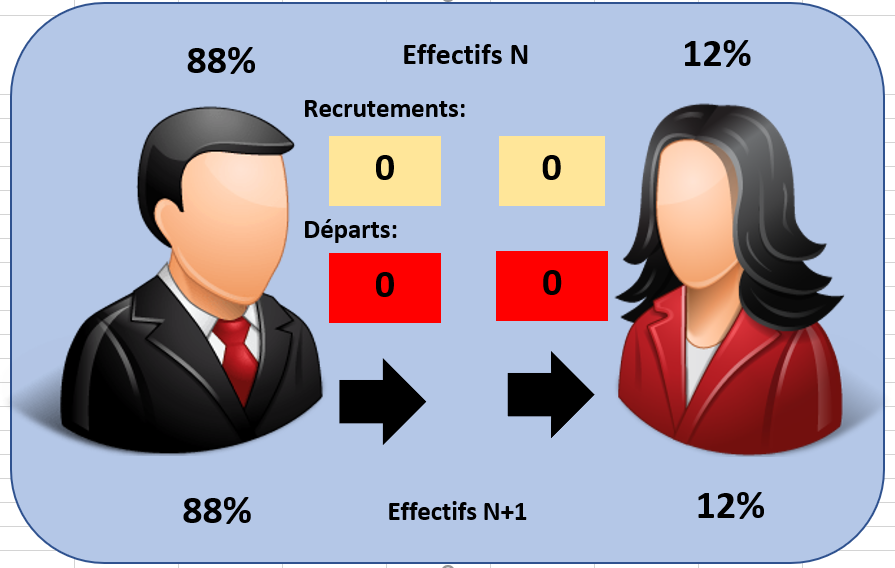 88% Effectifs N 12%
Recrutements:
0 0
Départs:
0 0
88% Effectifs N+1 12%